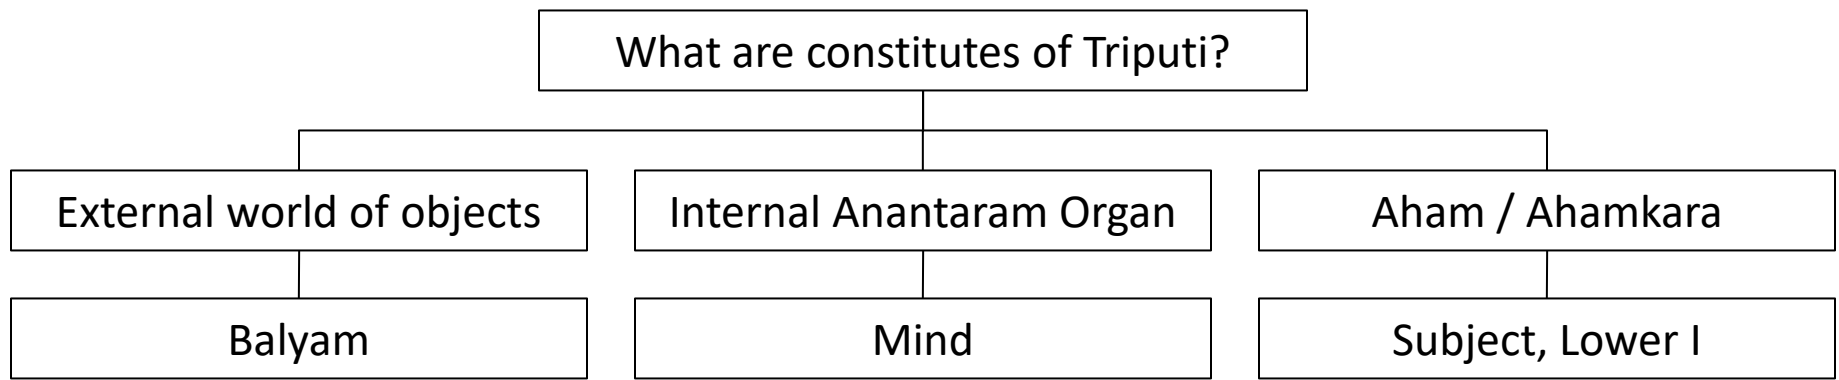 What are constitutes of Triputi?
External world of objects
Internal Anantaram Organ
Aham / Ahamkara
Balyam
Mind
Subject, Lower I